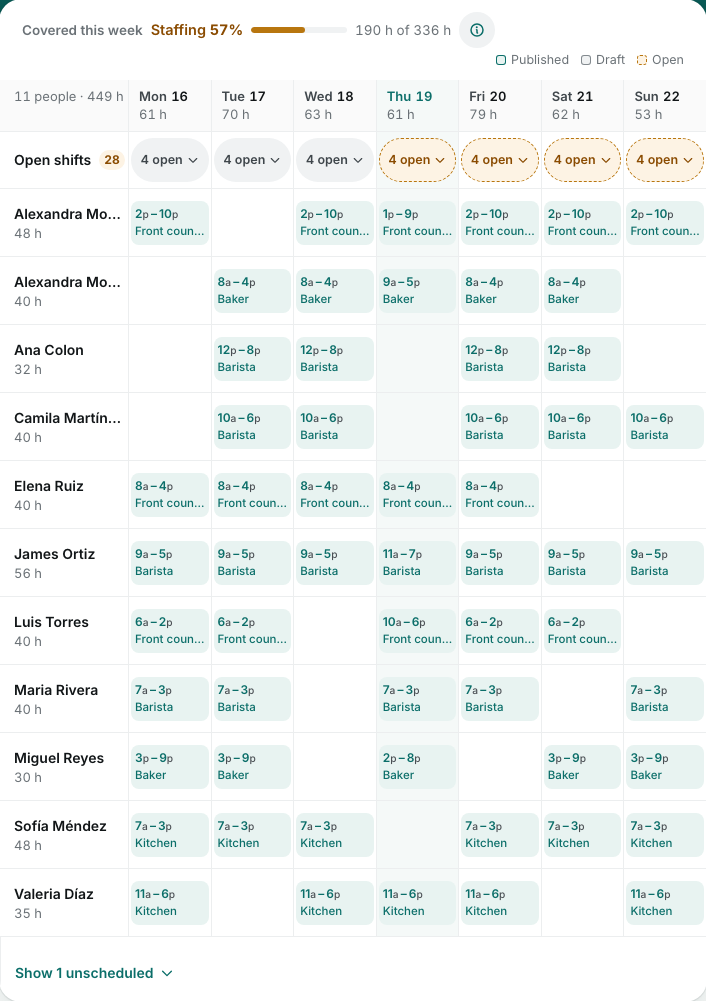 Covered this week Staffing 57% 190 h of 336 h
Published Draft Open
11 people · 449 h Mon 16 Tue 17 Wed 18 Thu 19 Fri 20 Sat 21 Sun 22
61 h 70 h 63 h 61 h 79 h 62 h 53 h
Open shifts 28 4 open 4 open 4 open 4 open 4 open 4 open 4 open
Alexandra Mo... 2p–10p 2p–10p 1p–9p 2p–10p 2p–10p 2p–10p
48 h Front coun... Front coun... Front coun... Front coun... Front coun... Front coun...
Alexandra Mo... 8a–4p 8a–4p 9a–5p 8a–4p 8a–4p
40 h Baker Baker Baker Baker Baker
Ana Colon 12p–8p 12p–8p 12p–8p 12p–8p
32 h Barista Barista Barista Barista
Camila Martín... 10a–6p 10a–6p 10a–6p 10a–6p 10a–6p
40 h Barista Barista Barista Barista Barista
Elena Ruiz 8a–4p 8a–4p 8a–4p 8a–4p 8a–4p
40 h Front coun... Front coun... Front coun... Front coun... Front coun...
James Ortiz 9a–5p 9a–5p 9a–5p 11a–7p 9a–5p 9a–5p 9a–5p
56 h Barista Barista Barista Barista Barista Barista Barista
Luis Torres 6a–2p 6a–2p 10a–6p 6a–2p 6a–2p
40 h Front coun... Front coun... Front coun... Front coun... Front coun...
Maria Rivera 7a–3p 7a–3p 7a–3p 7a–3p 7a–3p
40 h Barista Barista Barista Barista Barista
Miguel Reyes 3p–9p 3p–9p 2p–8p 3p–9p 3p–9p
30 h Baker Baker Baker Baker Baker
Sofía Méndez 7a–3p 7a–3p 7a–3p 7a–3p 7a–3p 7a–3p
48 h Kitchen Kitchen Kitchen Kitchen Kitchen Kitchen
Valeria Díaz 11a–6p 11a–6p 11a–6p 11a–6p 11a–6p
35 h Kitchen Kitchen Kitchen Kitchen Kitchen
Show 1 unscheduled